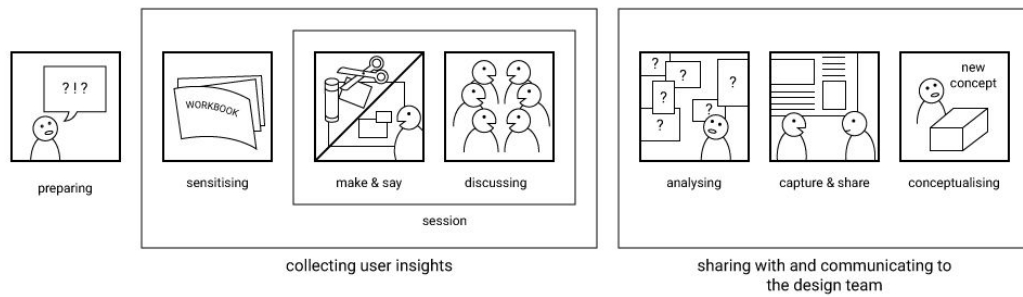 ? ! ?
preparing
WORKBOOK
sensitising
make & say
discussing
session
collecting user insights
?
?
?
?
?
?
analysing
capture & share
new
concept
conceptualising
sharing with and communicating to
the design team